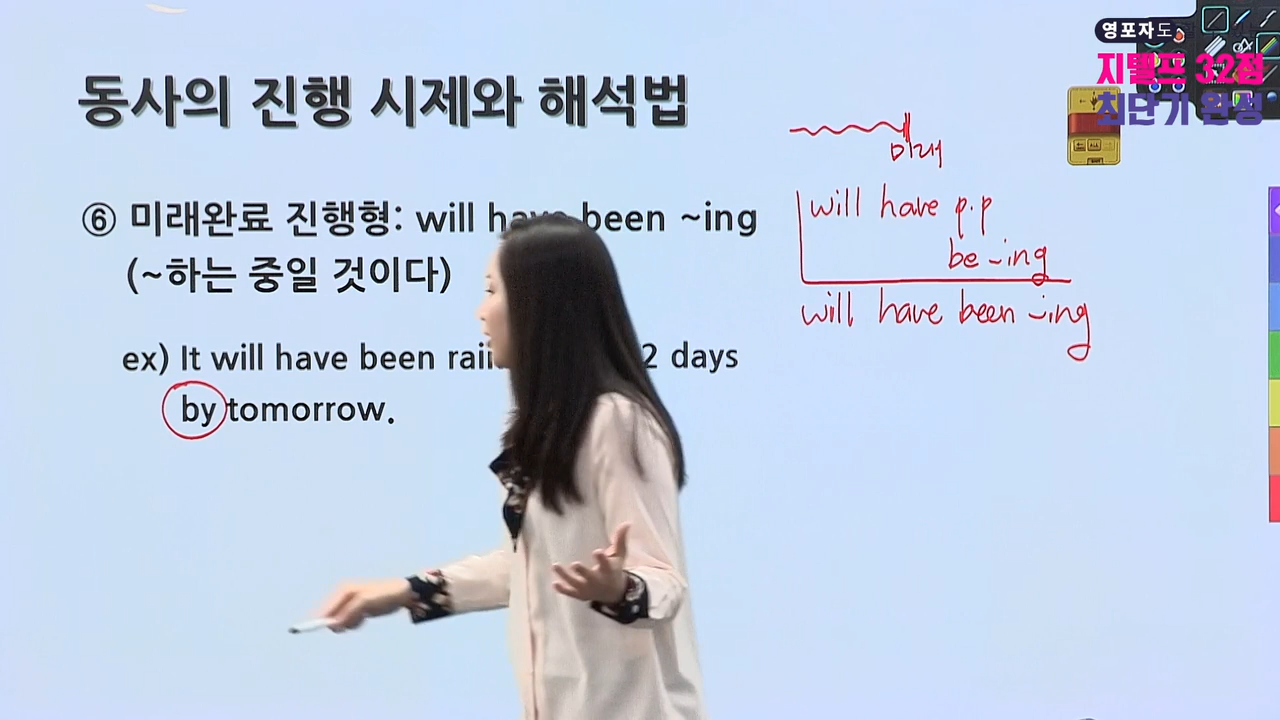 영포자도
지텔프 32점
최단기 완성
동사의 진행 시제와 해석법
미래
⑥ 미래완료 진행형: will have been ~ing
(~하는 중일 것이다)
ex) It will have been 2 days
by tomorrow.
will have p.p
be -ing
will have been -ing
ALL